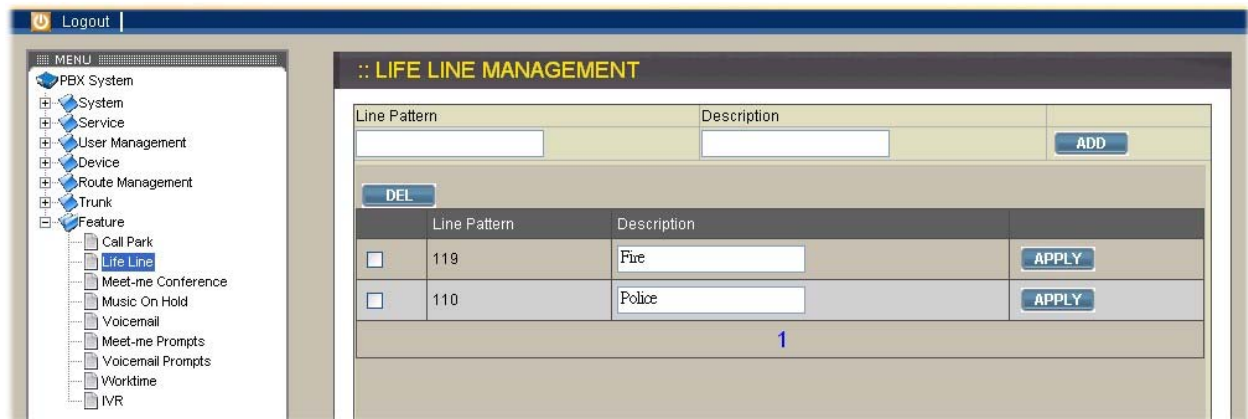 Logout
MENU
PBX System
System
Service
User Management
Device
Route Management
Trunk
Feature
Call Park
Life Line
Meet-me Conference
Music On Hold
Voicemail
Meet-me Prompts
Voicemail Prompts
Worktime
IVR
:: LIFE LINE MANAGEMENT
Line Pattern Description
ADD
DEL
Line Pattern Description
119 Fire APPLY
110 Police APPLY
1